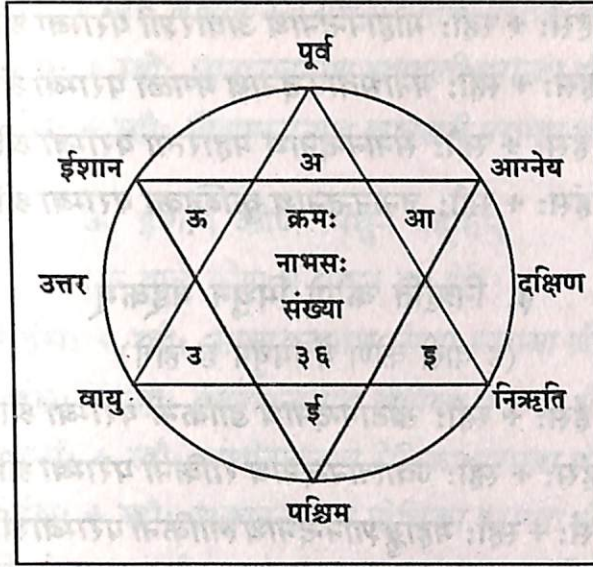 पूर्व
ईशान अ आग्नेय
ऊ क्रमः आ
नाभसः
उत्तर दक्षिण
संख्या
उ ३६ इ
वायु ई निऋति
पश्चिम